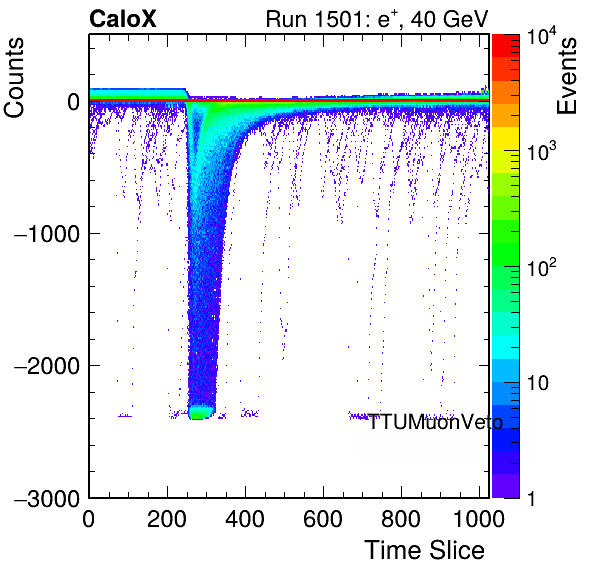 CaloX Run 1501: e⁺, 40 GeV
Counts
Events
0
−1000
−2000
−3000
0 200 400 600 800 1000
Time Slice
10⁴
10³
10²
10
1
TTUMuonVeto